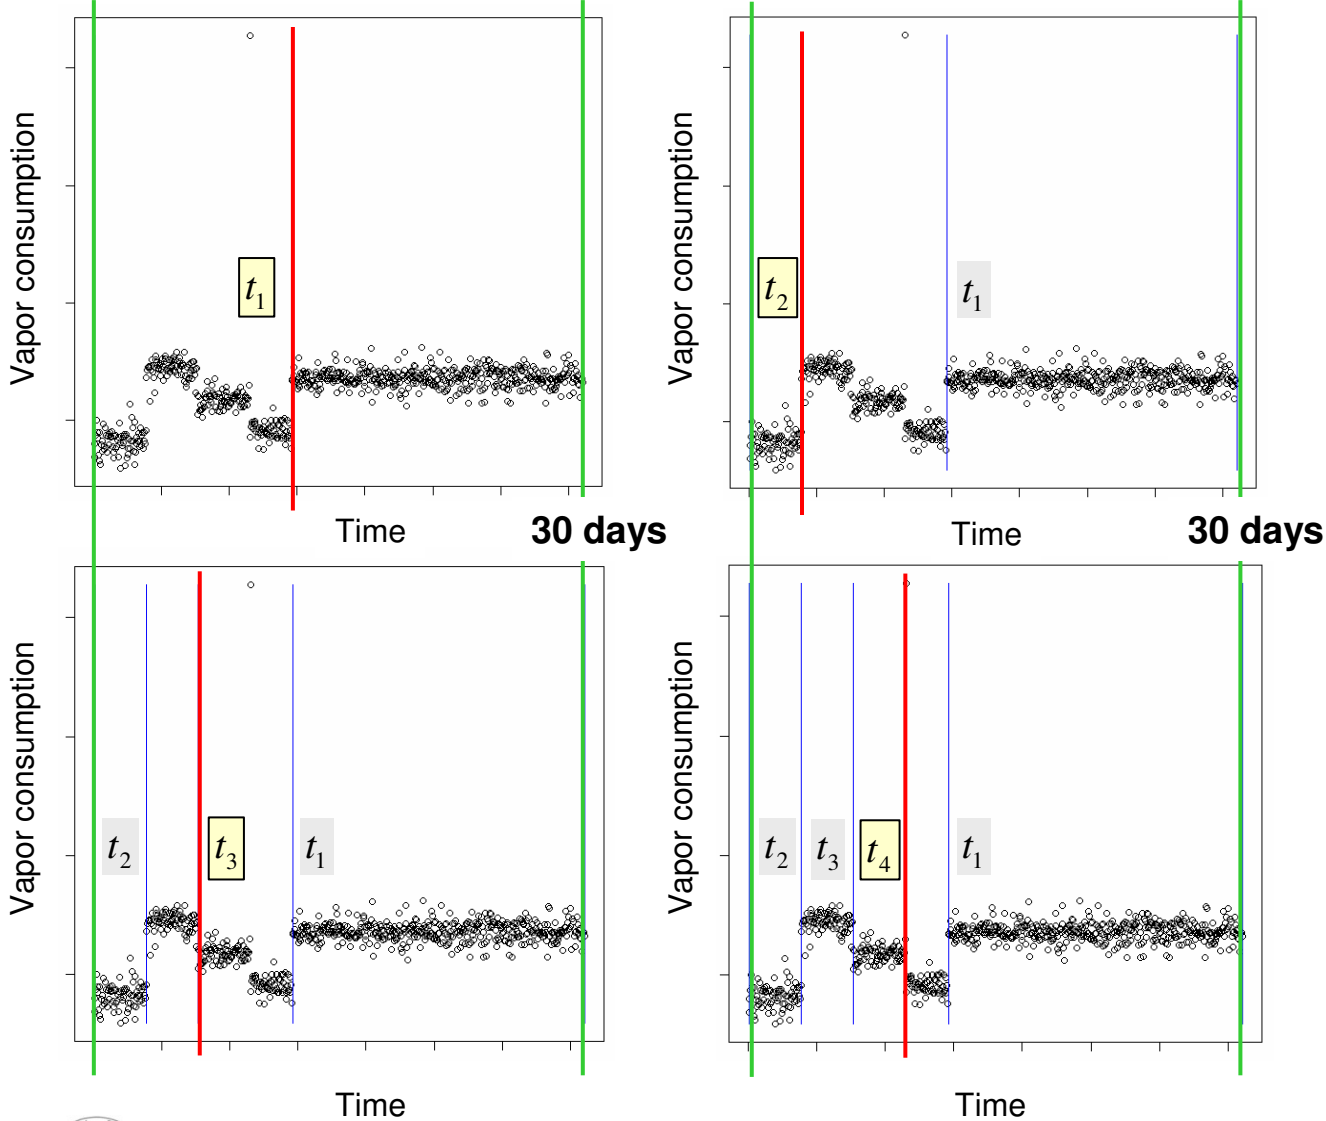 Vapor consumption
t1
Time
30 days
Vapor consumption
t2
t1
Time
30 days
Vapor consumption
t2
t3
t1
Time
Vapor consumption
t2
t3
t4
t1
Time